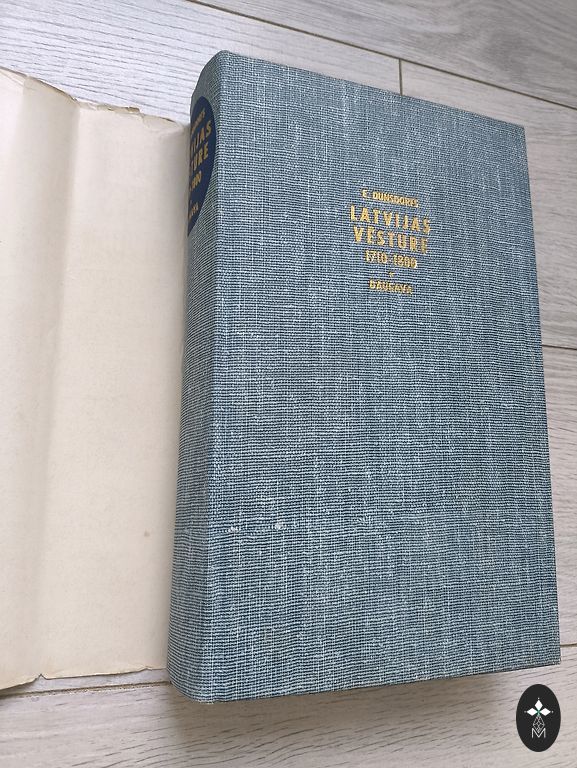 E. DUNSDORFS
LATVIJAS
VĒSTURE
1710-1800
DAUGAVA